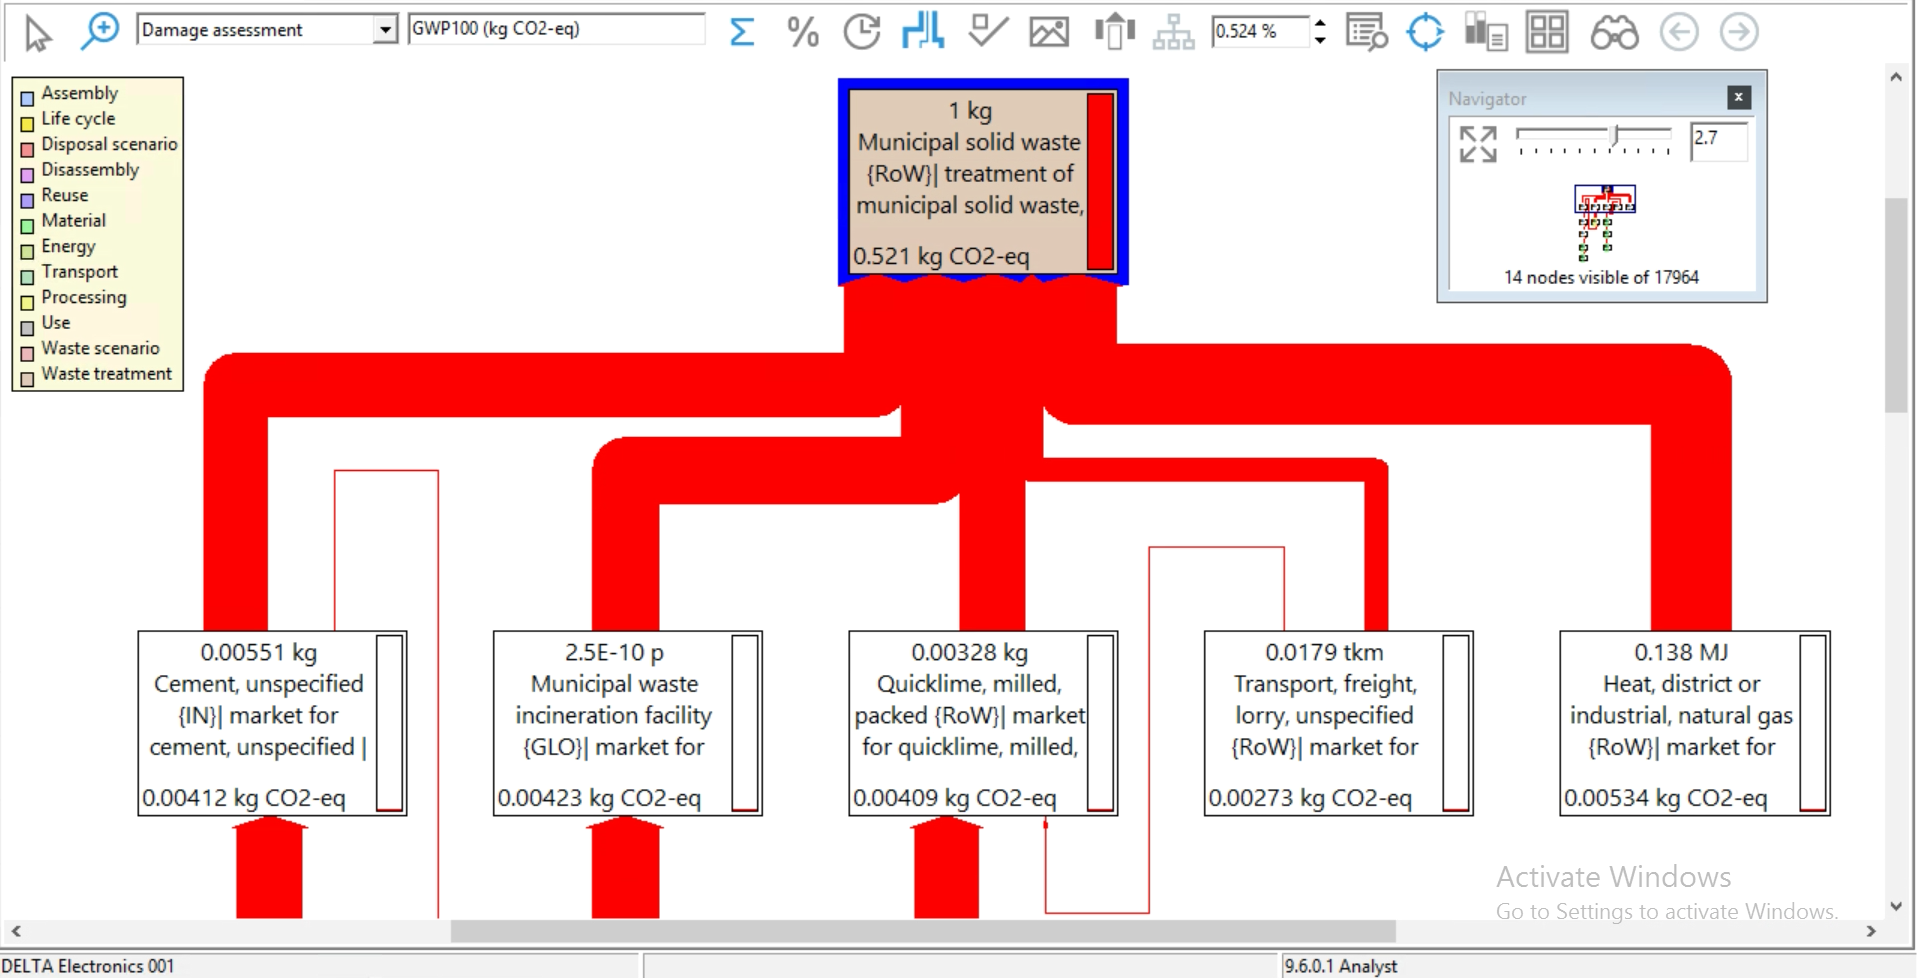 Damage assessment
GWP100 (kg CO2-eq)
Σ
%
0.524 %
Assembly
Life cycle
Disposal scenario
Disassembly
Reuse
Material
Energy
Transport
Processing
Use
Waste scenario
Waste treatment
1 kg
Municipal solid waste
{RoW}| treatment of
municipal solid waste,
0.521 kg CO2-eq
Navigator
x
2.7
14 nodes visible of 17964
0.00551 kg
Cement, unspecified
{IN}| market for
cement, unspecified |
0.00412 kg CO2-eq
2.5E-10 p
Municipal waste
incineration facility
{GLO}| market for
0.00423 kg CO2-eq
0.00328 kg
Quicklime, milled,
packed {RoW}| market
for quicklime, milled,
0.00409 kg CO2-eq
0.0179 tkm
Transport, freight,
lorry, unspecified
{RoW}| market for
0.00273 kg CO2-eq
0.138 MJ
Heat, district or
industrial, natural gas
{RoW}| market for
0.00534 kg CO2-eq
Activate Windows
Go to Settings to activate Windows.
DELTA Electronics 001
9.6.0.1 Analyst